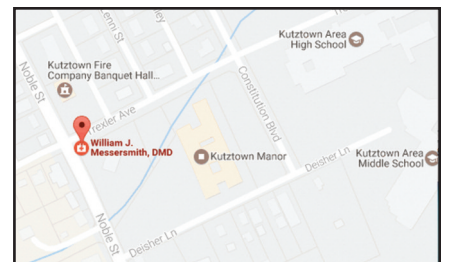 Kutztown Area
High School
Kutztown Fire
Company Banquet Hall...
Noble St
Constitution Blvd
Trexler Ave
William J.
Messersmith, DMD
Kutztown Manor
Deisher Ln
Kutztown Area
Middle School
Noble St
Deisher Ln